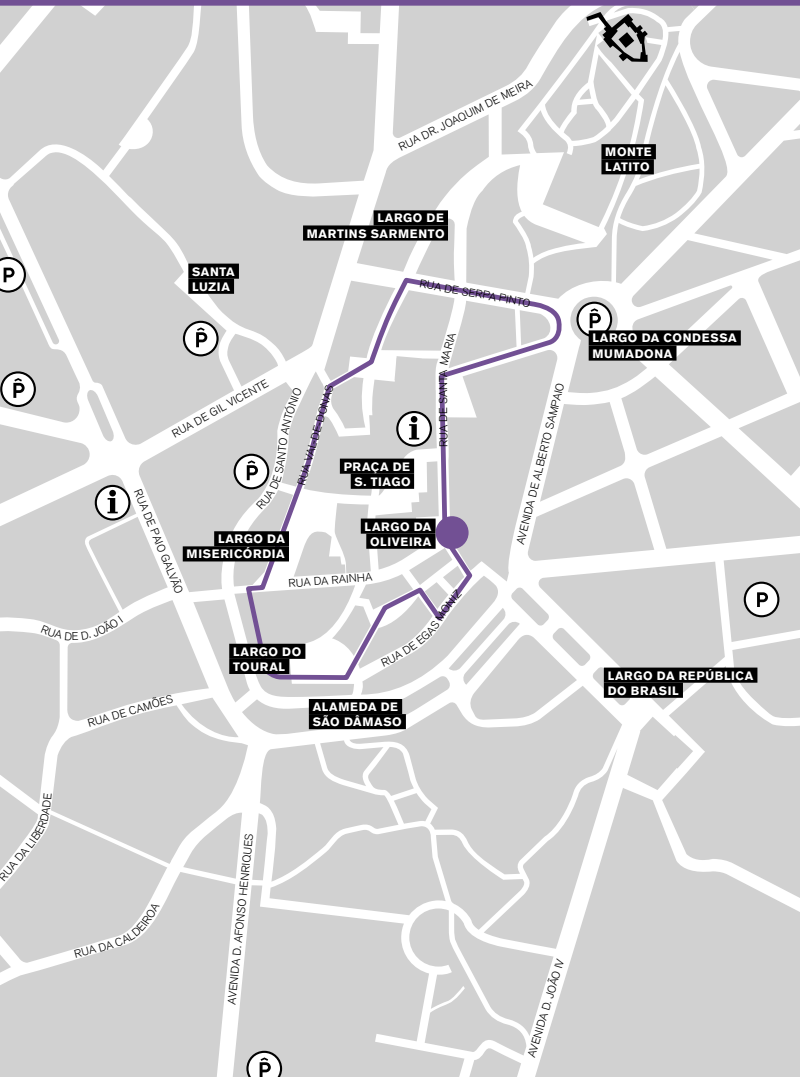 RUA DR. JOAQUIM DE MEIRA
MONTE
LATITO
LARGO DE
MARTINS SARMENTO
P
SANTA
LUZIA
RUA DE SERPA PINTO
P̂
LARGO DA CONDESSA
MUMADONA
P̂
RUA DE SANTA MARIA
P̂
RUA DE GIL VICENTE
RUA DE SANTO ANTÓNIO
RUA VAL DE DONAS
i
AVENIDA DE ALBERTO SAMPAIO
P̂
PRAÇA DE
S. TIAGO
i
RUA DE PAIO GALVÃO
LARGO DA
OLIVEIRA
LARGO DA
MISERICÓRDIA
RUA DA RAINHA
P
RUA DE D. JOÃO I
RUA DE EGAS MONIZ
LARGO DO
TOURAL
LARGO DA REPÚBLICA
DO BRASIL
RUA DE CAMÕES
ALAMEDA DE
SÃO DÂMASO
RUA DA LIBERDADE
AVENIDA D. AFONSO HENRIQUES
RUA DA CALDEIROA
AVENIDA D. JOÃO IV
P̂